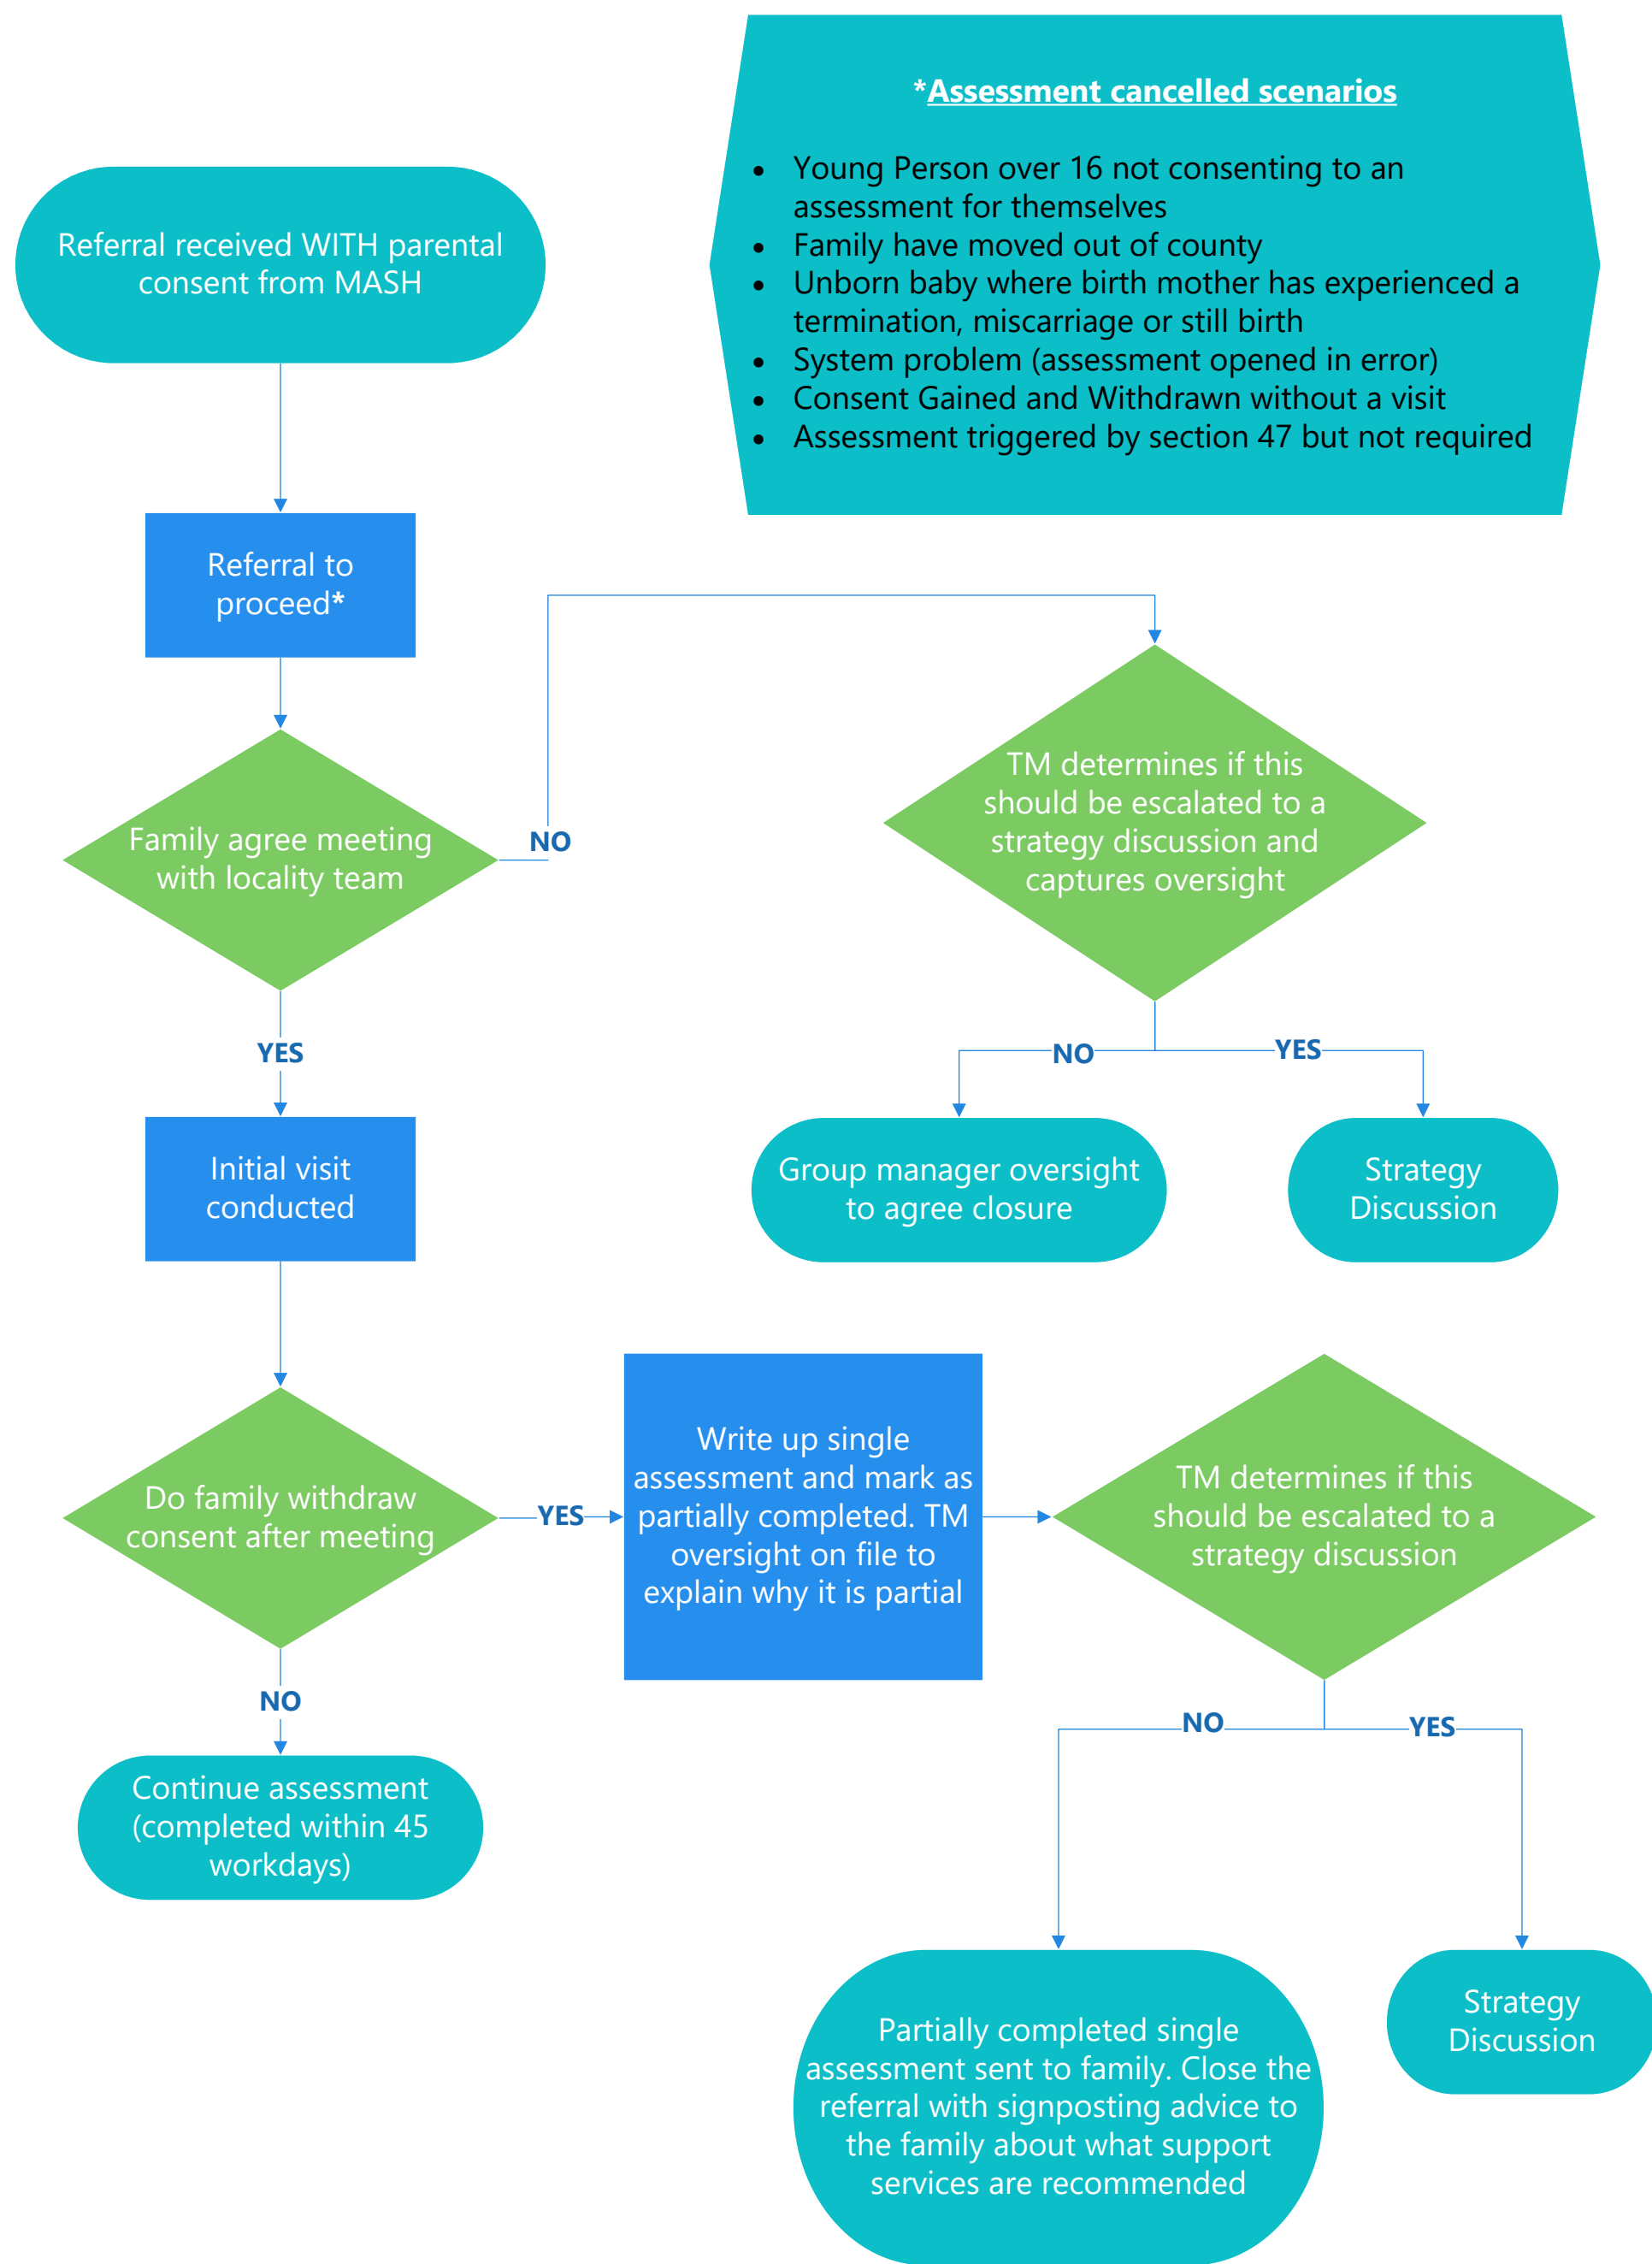 *Assessment cancelled scenarios
• Young Person over 16 not consenting to an
assessment for themselves
• Family have moved out of county
• Unborn baby where birth mother has experienced a
termination, miscarriage or still birth
• System problem (assessment opened in error)
• Consent Gained and Withdrawn without a visit
• Assessment triggered by section 47 but not required
Referral received WITH parental
consent from MASH
Referral to
proceed*
Family agree meeting
with locality team
NO
TM determines if this
should be escalated to a
strategy discussion and
captures oversight
YES
NO
YES
Initial visit
conducted
Group manager oversight
to agree closure
Strategy
Discussion
Do family withdraw
consent after meeting
YES
Write up single
assessment and mark as
partially completed. TM
oversight on file to
explain why it is partial
TM determines if this
should be escalated to a
strategy discussion
NO
NO
YES
Continue assessment
(completed within 45
workdays)
Partially completed single
assessment sent to family. Close the
referral with signposting advice to
the family about what support
services are recommended
Strategy
Discussion